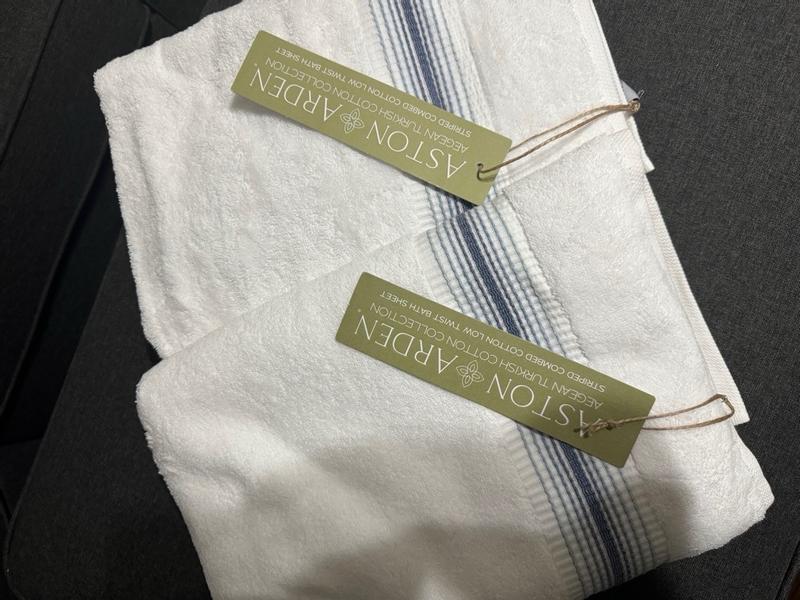 ASTON ARDEN®
AEGEAN TURKISH COTTON COLLECTION
STRIPED COMBED COTTON LOW TWIST BATH SHEET
ASTON ARDEN®
AEGEAN TURKISH COTTON COLLECTION
STRIPED COMBED COTTON LOW TWIST BATH SHEET